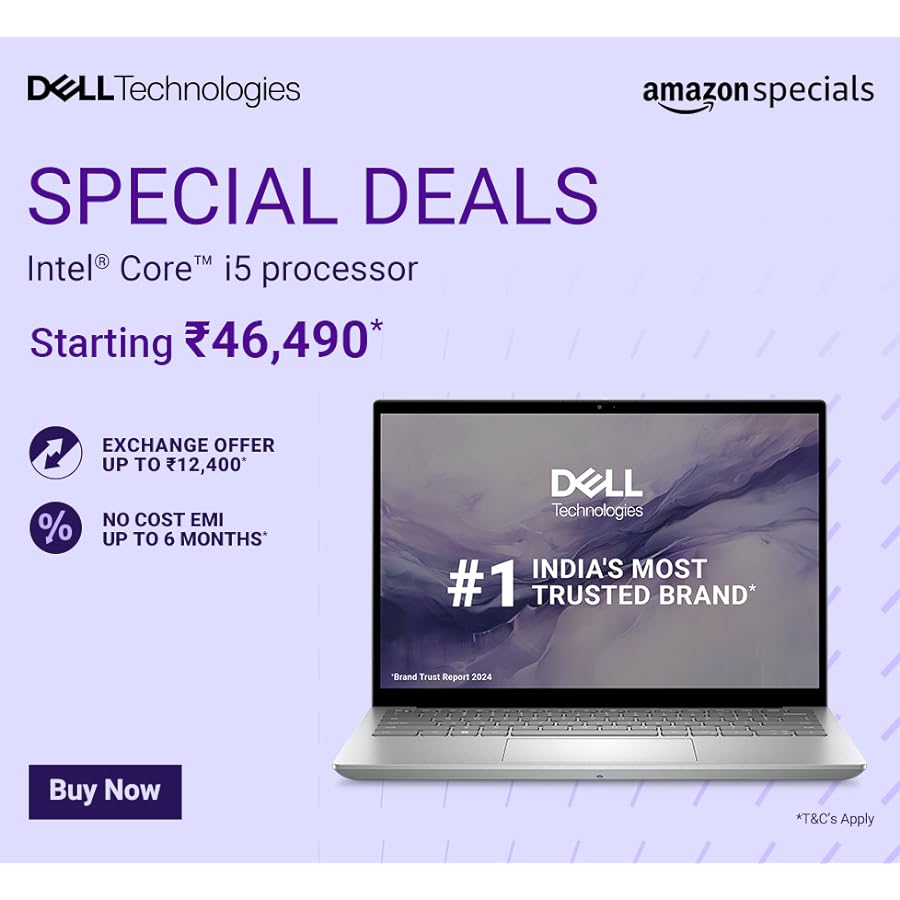 DELL Technologies
amazon specials
SPECIAL DEALS
Intel® Core™ i5 processor
Starting ₹46,490*
EXCHANGE OFFER
UP TO ₹12,400*
NO COST EMI
UP TO 6 MONTHS*
DELL
Technologies
#1 INDIA'S MOST
TRUSTED BRAND*
*Brand Trust Report 2024
Buy Now
*T&C's Apply